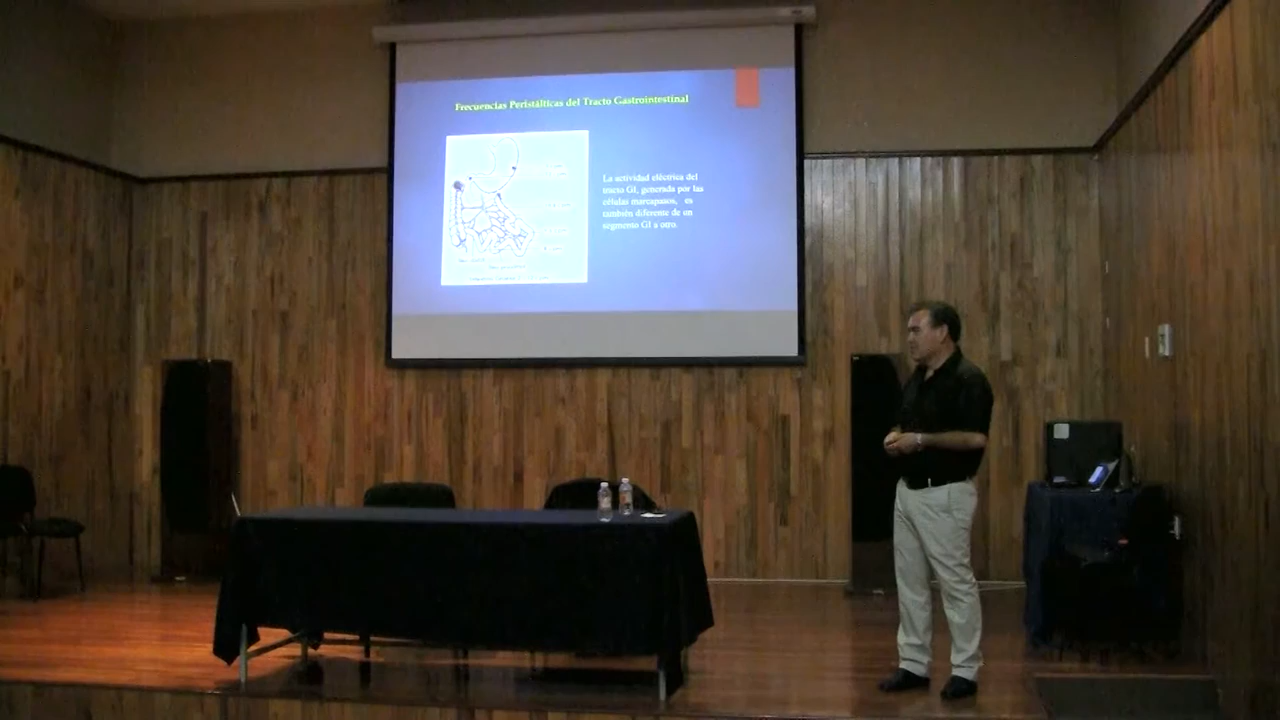 Frecuencias Peristálticas del Tracto Gastrointestinal
La actividad eléctrica del
tracto GI, generada por las
células marcapasos, es
también diferente de un
segmento GI a otro.